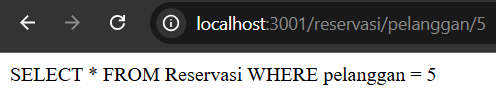 localhost:3001/reservasi/pelanggan/5
SELECT * FROM Reservasi WHERE pelanggan = 5